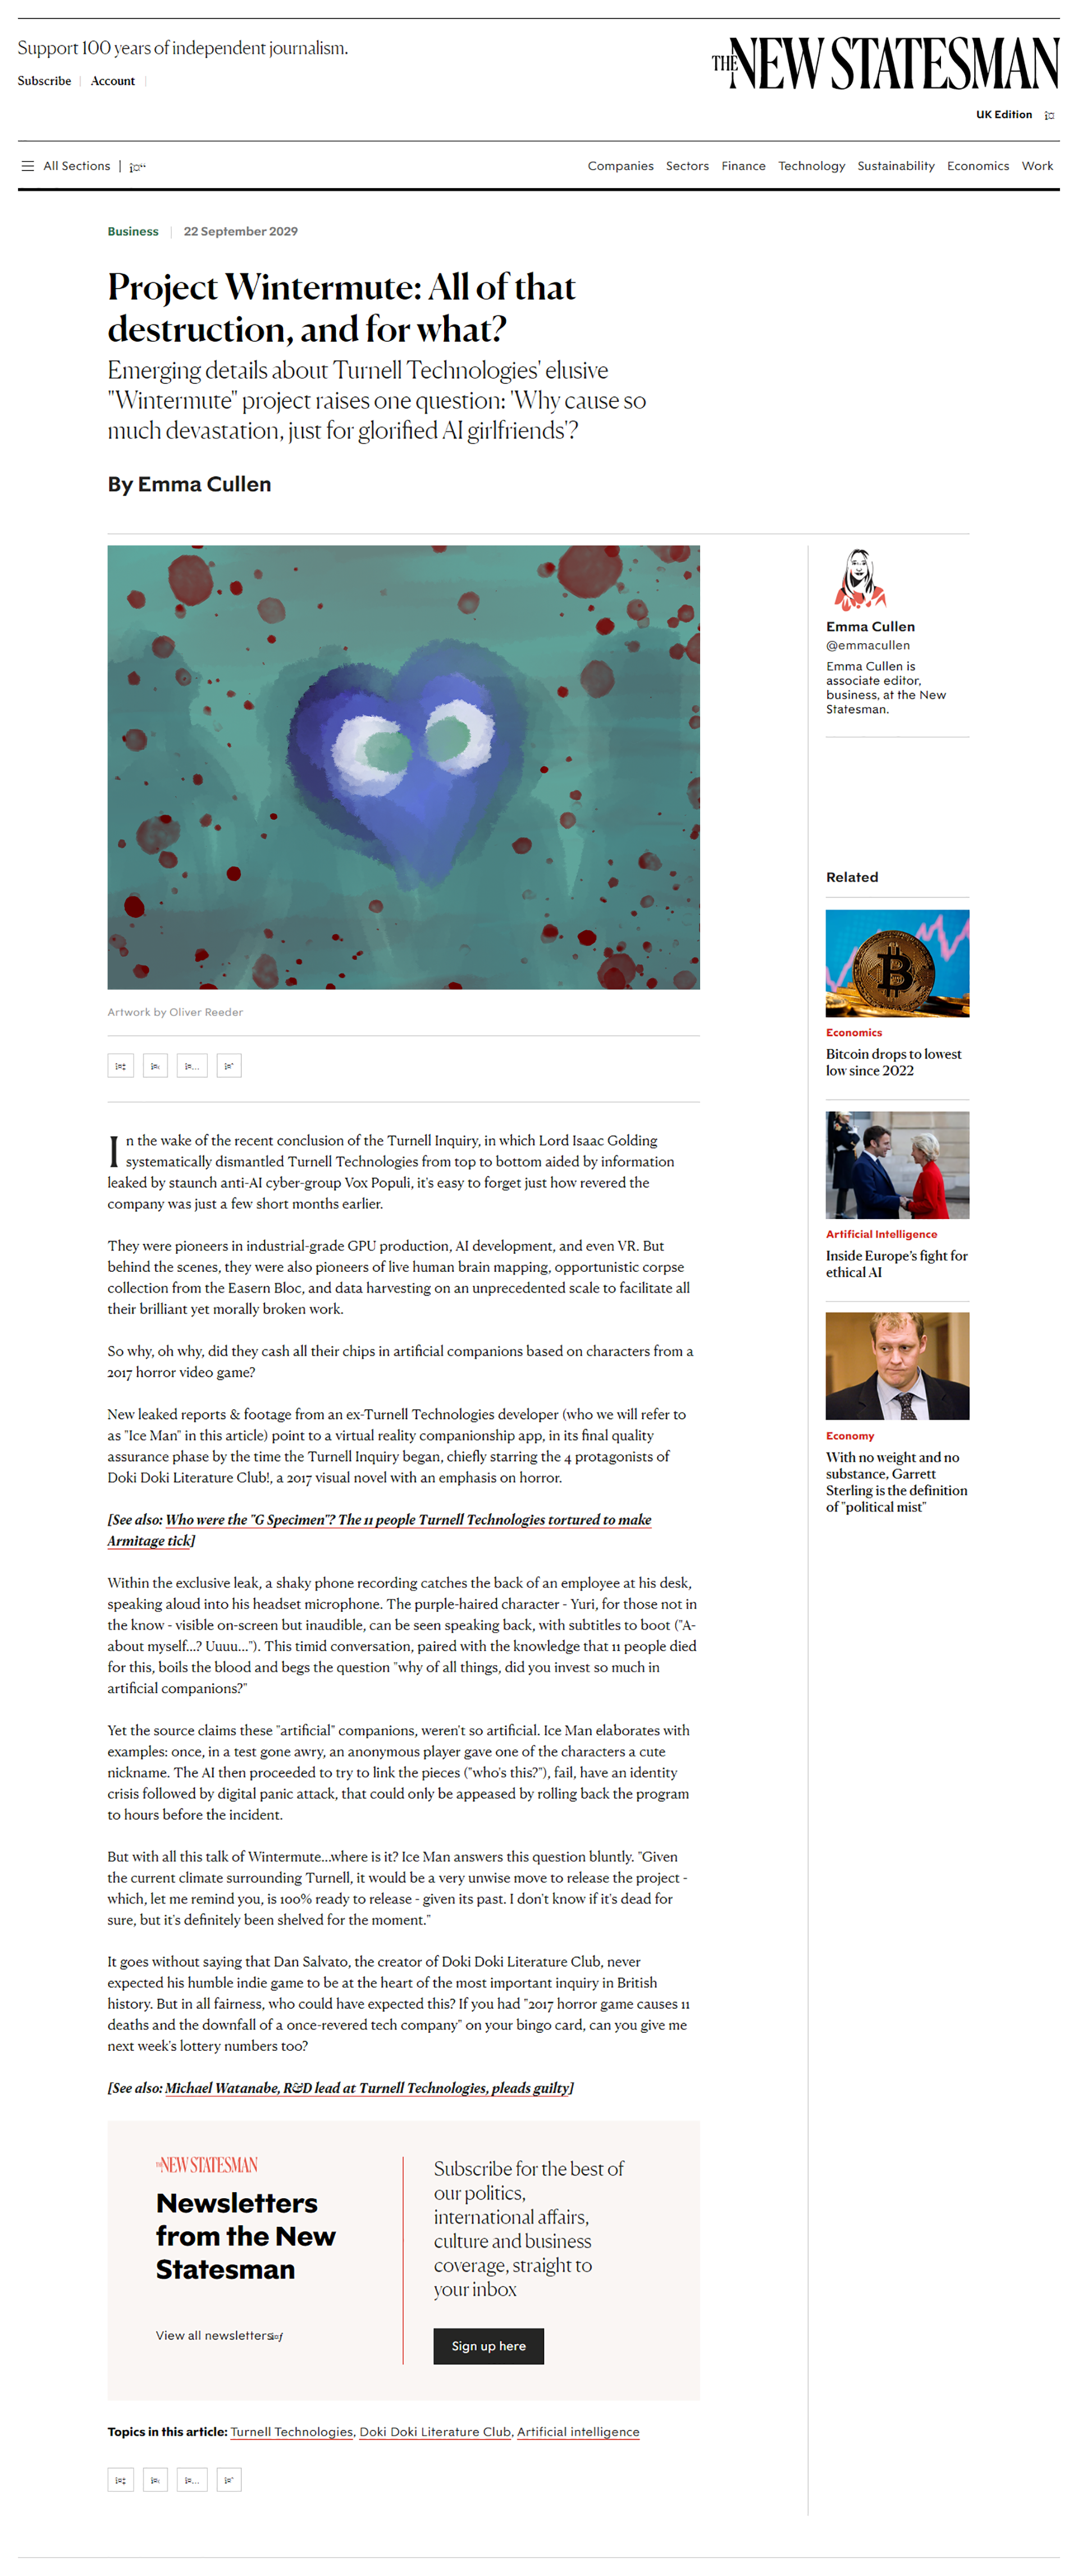 Support 100 years of independent journalism.
Subscribe | Account |
THE NEW STATESMAN
UK Edition
All Sections |
Companies Sectors Finance Technology Sustainability Economics Work
Business | 22 September 2029
Project Wintermute: All of that
destruction, and for what?
Emerging details about Turnell Technologies' elusive
"Wintermute" project raises one question: 'Why cause so
much devastation, just for glorified AI girlfriends'?
By Emma Cullen
Artwork by Oliver Reeder
In the wake of the recent conclusion of the Turnell Inquiry, in which Lord Isaac Golding
systematically dismantled Turnell Technologies from top to bottom aided by information
leaked by staunch anti-AI cyber-group Vox Populi, it's easy to forget just how revered the
company was just a few short months earlier.
They were pioneers in industrial-grade GPU production, AI development, and even VR. But
behind the scenes, they were also pioneers of live human brain mapping, opportunistic corpse
collection from the Easern Bloc, and data harvesting on an unprecedented scale to facilitate all
their brilliant yet morally broken work.
So why, oh why, did they cash all their chips in artificial companions based on characters from a
2017 horror video game?
New leaked reports & footage from an ex-Turnell Technologies developer (who we will refer to
as "Ice Man" in this article) point to a virtual reality companionship app, in its final quality
assurance phase by the time the Turnell Inquiry began, chiefly starring the 4 protagonists of
Doki Doki Literature Club!, a 2017 visual novel with an emphasis on horror.
[See also: Who were the "G Specimen"? The 11 people Turnell Technologies tortured to make
Armitage tick]
Within the exclusive leak, a shaky phone recording catches the back of an employee at his desk,
speaking aloud into his headset microphone. The purple-haired character - Yuri, for those not in
the know - visible on-screen but inaudible, can be seen speaking back, with subtitles to boot ("A-
about myself...? Uuuu..."). This timid conversation, paired with the knowledge that 11 people died
for this, boils the blood and begs the question "why of all things, did you invest so much in
artificial companions?"
Yet the source claims these "artificial" companions, weren't so artificial. Ice Man elaborates with
examples: once, in a test gone awry, an anonymous player gave one of the characters a cute
nickname. The AI then proceeded to try to link the pieces ("who's this?"), fail, have an identity
crisis followed by digital panic attack, that could only be appeased by rolling back the program
to hours before the incident.
But with all this talk of Wintermute...where is it? Ice Man answers this question bluntly. "Given
the current climate surrounding Turnell, it would be a very unwise move to release the project -
which, let me remind you, is 100% ready to release - given its past. I don't know if it's dead for
sure, but it's definitely been shelved for the moment."
It goes without saying that Dan Salvato, the creator of Doki Doki Literature Club, never
expected his humble indie game to be at the heart of the most important inquiry in British
history. But in all fairness, who could have expected this? If you had "2017 horror game causes 11
deaths and the downfall of a once-revered tech company" on your bingo card, can you give me
next week's lottery numbers too?
[See also: Michael Watanabe, R&D lead at Turnell Technologies, pleads guilty]
THE NEW STATESMAN
Newsletters
from the New
Statesman
View all newsletters
Subscribe for the best of
our politics,
international affairs,
culture and business
coverage, straight to
your inbox
Sign up here
Topics in this article: Turnell Technologies, Doki Doki Literature Club, Artificial intelligence
Emma Cullen
@emmacullen
Emma Cullen is
associate editor,
business, at the New
Statesman.
Related
Economics
Bitcoin drops to lowest
low since 2022
Artificial Intelligence
Inside Europe's fight for
ethical AI
Economy
With no weight and no
substance, Garrett
Sterling is the definition
of "political mist"